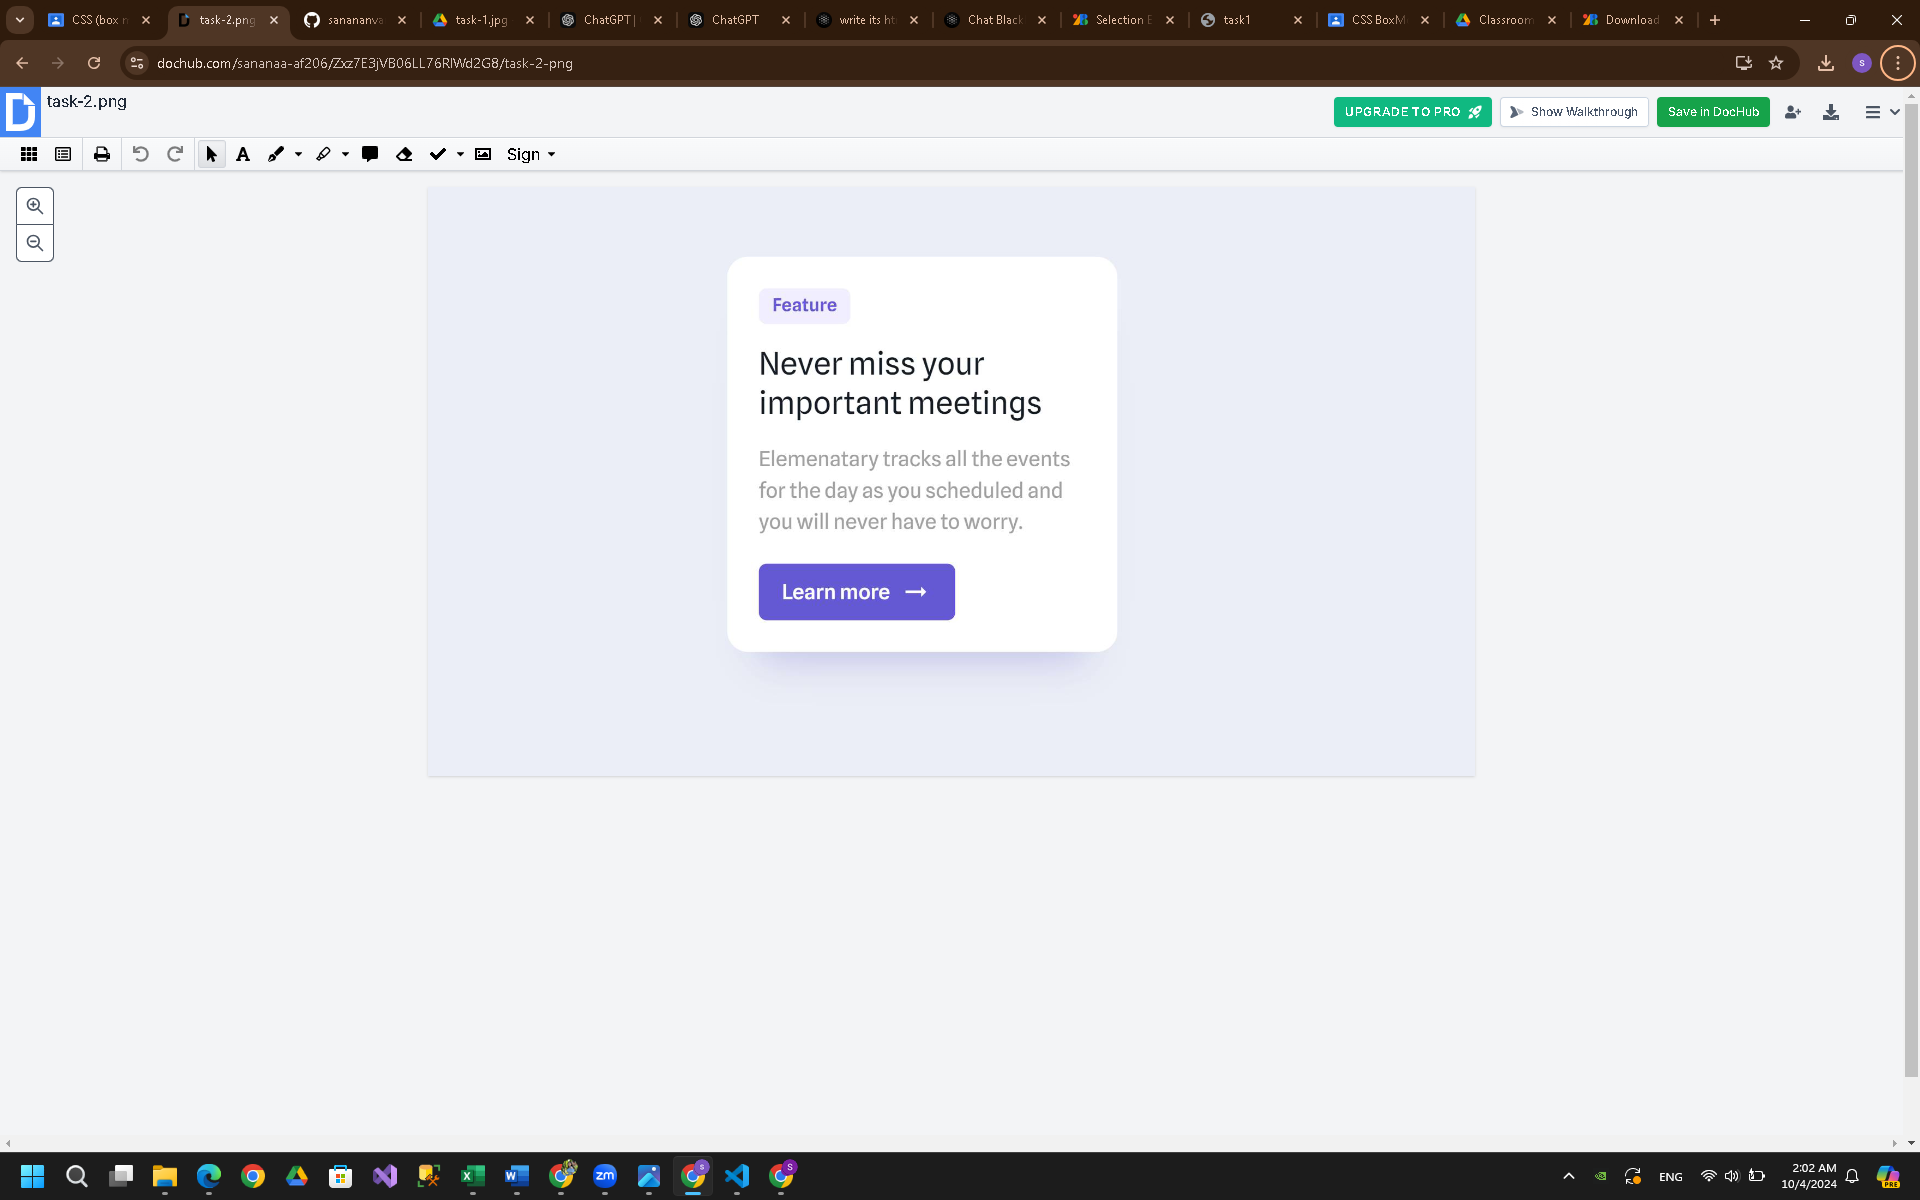 CSS (box n
task-2.png
sanananva
task-1.jpg
ChatGPT |
ChatGPT
write its ht
Chat Black
Selection E
task1
CSS BoxM
Classroom
Download
dochub.com/sananaa-af206/Zxz7E3jVB06LL76RlWd2G8/task-2-png
S
task-2.png
UPGRADE TO PRO
Show Walkthrough
Save in DocHub
A
Sign
Feature
Never miss your
important meetings
Elemenatary tracks all the events
for the day as you scheduled and
you will never have to worry.
Learn more
zm
S
S
ENG
2:02 AM
10/4/2024
PRE